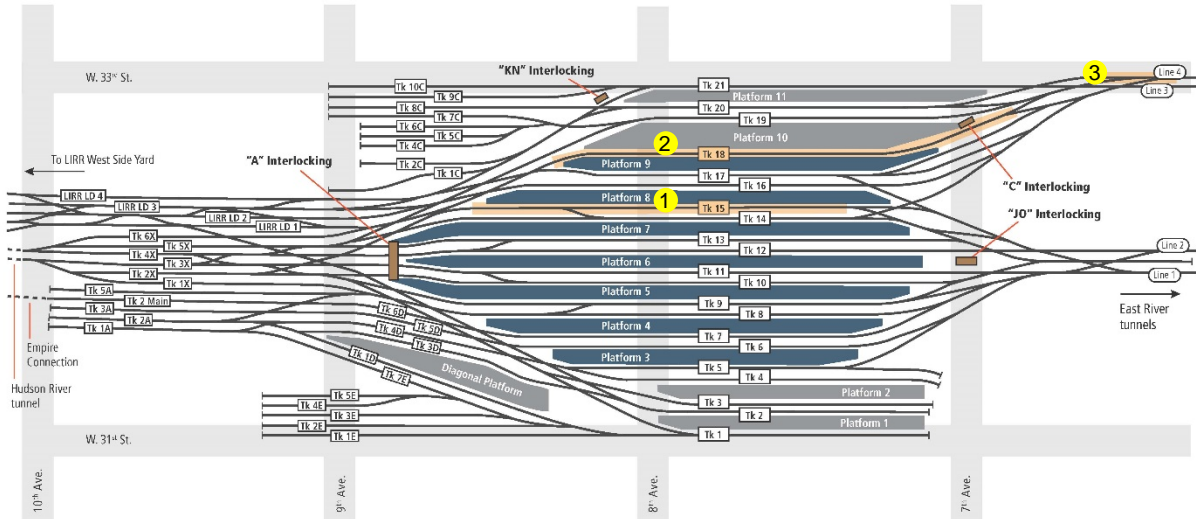 W. 33rd St.
"KN" Interlocking
Tk 10C
Tk 9C
Tk 8C
Tk 7C
Tk 6C
Tk 5C
Tk 4C
Tk 2C
Tk 1C
Tk 21
Platform 11
Tk 20
Tk 19
Platform 10
3
Line 4
Line 3
To LIRR West Side Yard
"A" Interlocking
2
Tk 18
Platform 9
Tk 17
"C" Interlocking
Tk 16
Platform 8
1
Tk 15
Tk 14
"JO" Interlocking
LIRR LD 4
LIRR LD 3
LIRR LD 2
LIRR LD 1
Platform 7
Tk 13
Tk 12
Platform 6
Tk 11
Tk 10
Platform 5
Tk 9
Tk 8
Line 2
Line 1
East River
tunnels
Tk 6X
Tk 5X
Tk 4X
Tk 3X
Tk 2X
Tk 1X
Tk 5A
Tk 2 Main
Tk 3A
Tk 2A
Tk 1A
Tk 6D
Tk 5D
Tk 4D
Tk 3D
Tk 1D
Tk 7E
Diagonal Platform
Platform 4
Tk 7
Tk 6
Platform 3
Tk 5
Tk 4
Platform 2
Tk 3
Tk 2
Platform 1
Tk 1
Empire
Connection
Hudson River
tunnel
Tk 5E
Tk 4E
Tk 3E
Tk 2E
Tk 1E
W. 31st St.
10th Ave.
9th Ave.
8th Ave.
7th Ave.